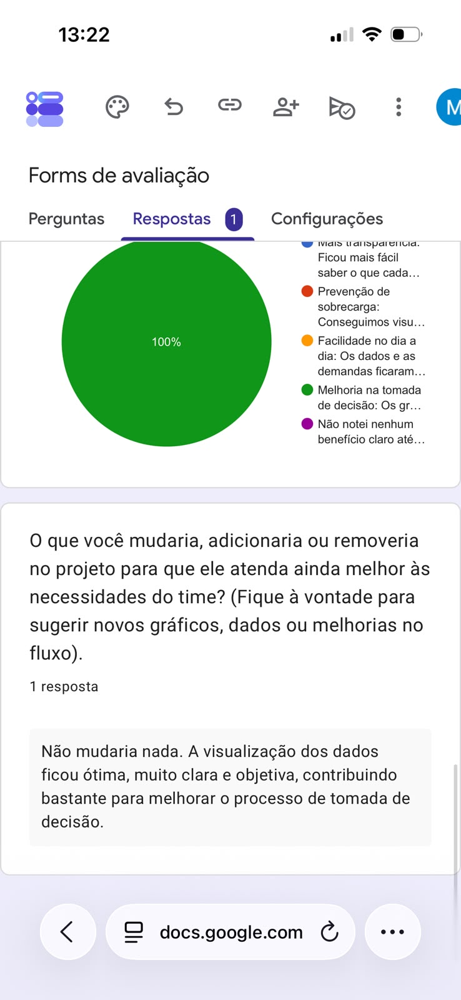 13:22
M
Forms de avaliação
Perguntas Respostas 1 Configurações
Mais transparência:
Ficou mais fácil
saber o que cada...
Prevenção de
sobrecarga:
Conseguimos visu...
Facilidade no dia a
dia: Os dados e as
demandas ficaram...
Melhoria na tomada
de decisão: Os gr...
Não notei nenhum
benefício claro até...
100%
O que você mudaria, adicionaria ou removeria
no projeto para que ele atenda ainda melhor às
necessidades do time? (Fique à vontade para
sugerir novos gráficos, dados ou melhorias no
fluxo).
1 resposta
Não mudaria nada. A visualização dos dados
ficou ótima, muito clara e objetiva, contribuindo
bastante para melhorar o processo de tomada de
decisão.
docs.google.com